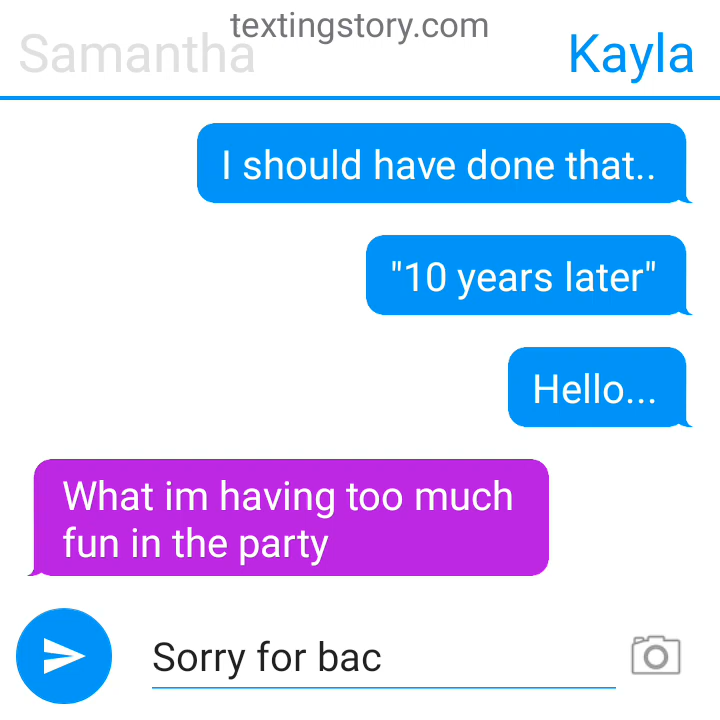 textingstory.com
Samantha
Kayla
I should have done that..
"10 years later"
Hello...
What im having too much
fun in the party
Sorry for bac